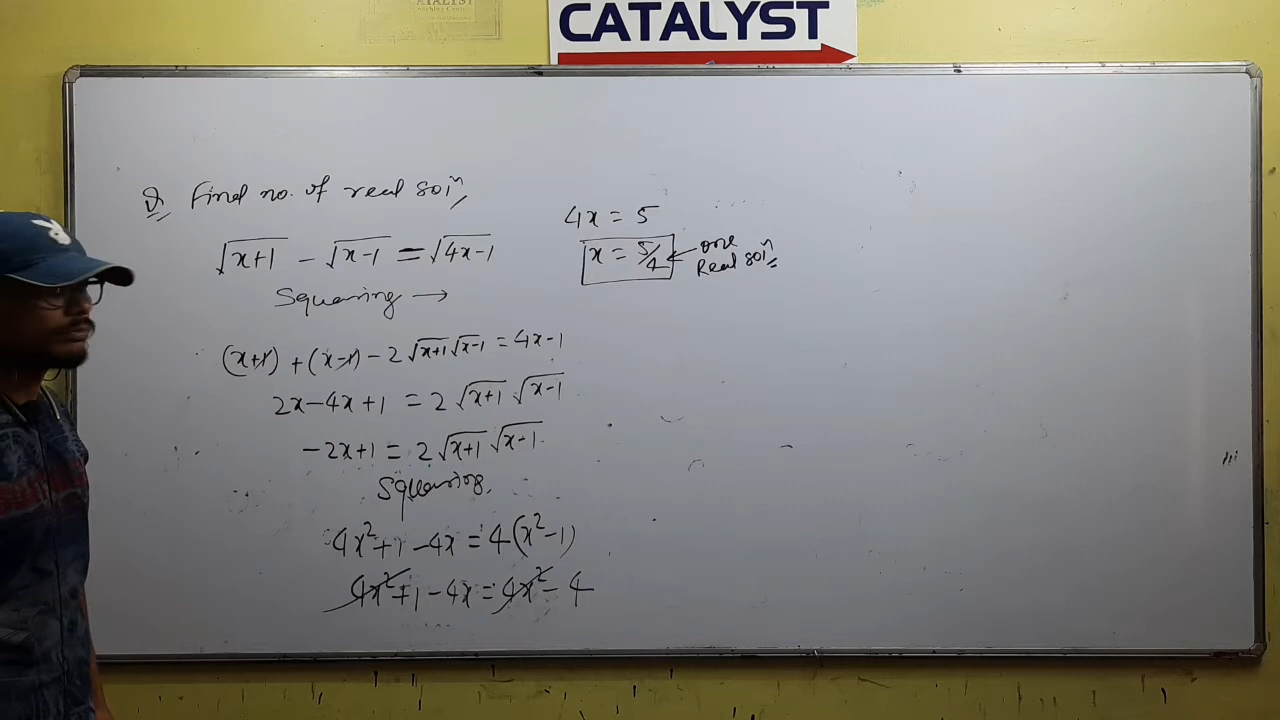 CATALYST
CATALYST
Q Find no. of real solⁿ
√x+1 - √x-1 = √4x-1
Squaring →
(x+1) + (x-1) - 2 √x+1 √x-1 = 4x-1
2x-4x+1 = 2 √x+1 √x-1
-2x+1 = 2 √x+1 √x-1
Squaring.
4x²+1-4x = 4(x²-1)
4x²+1-4x = 4x²-4
4x = 5
x = 5/4 ← one
Real solⁿ